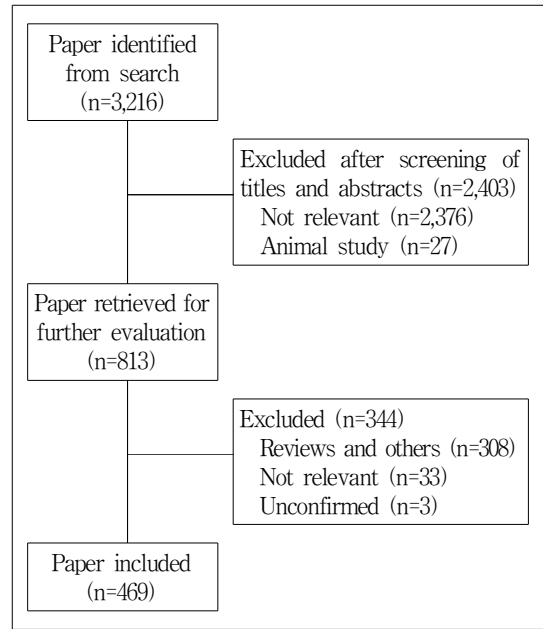 Paper identified
from search
(n=3,216)
Excluded after screening of
titles and abstracts (n=2,403)
Not relevant (n=2,376)
Animal study (n=27)
Paper retrieved for
further evaluation
(n=813)
Excluded (n=344)
Reviews and others (n=308)
Not relevant (n=33)
Unconfirmed (n=3)
Paper included
(n=469)